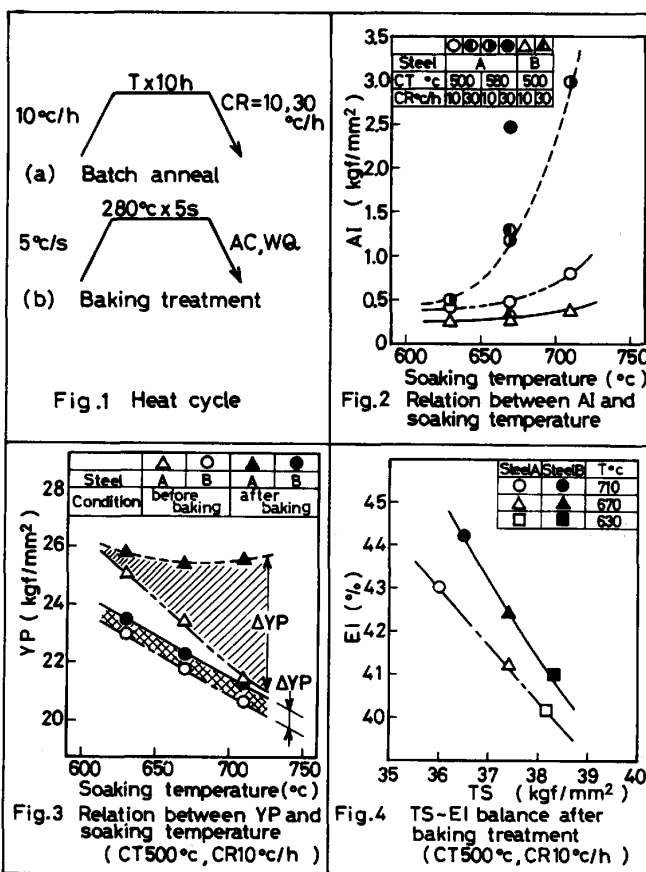 T×10h
10°c/h
CR=10,30
°c/h
(a) Batch anneal
280°c×5s
5°c/s
AC,WQ
(b) Baking treatment
Fig.1 Heat cycle
Steel A B
CT °c 500 580 500
CR°c/h 10 30 10 30 10 30
AI ( kgf/mm²)
3.5
3.0
2.5
2.0
1.5
1.0
0.5
0
600 650 700
Soaking temperature (°c)
Fig.2 Relation between AI and
soaking temperature
Steel A B A B
Condition before baking after baking
YP ( kgf/mm²)
28
26
24
22
20
ΔYP
ΔYP
600 650 700 750
Soaking temperature(°c)
Fig.3 Relation between YP and
soaking temperature
( CT500°c, CR10°c/h )
SteelA SteelB T°c
710
670
630
El (%)
45
44
43
42
41
40
35 36 37 38 39 40
TS (kgf/mm²)
Fig.4 TS~El balance after
baking treatment
(CT500°c, CR10°c/h)